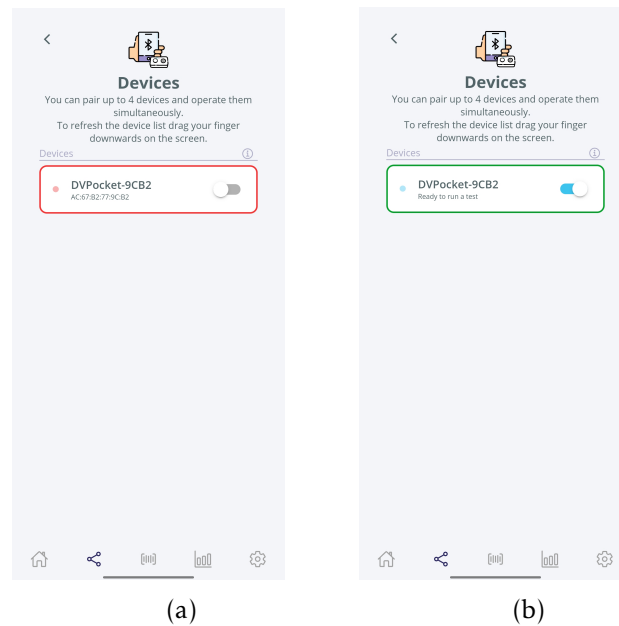 Devices
You can pair up to 4 devices and operate them
simultaneously.
To refresh the device list drag your finger
downwards on the screen.
Devices
DVPocket-9CB2
AC:67:B2:77:9C:B2
(a)
Devices
You can pair up to 4 devices and operate them
simultaneously.
To refresh the device list drag your finger
downwards on the screen.
Devices
DVPocket-9CB2
Ready to run a test
(b)